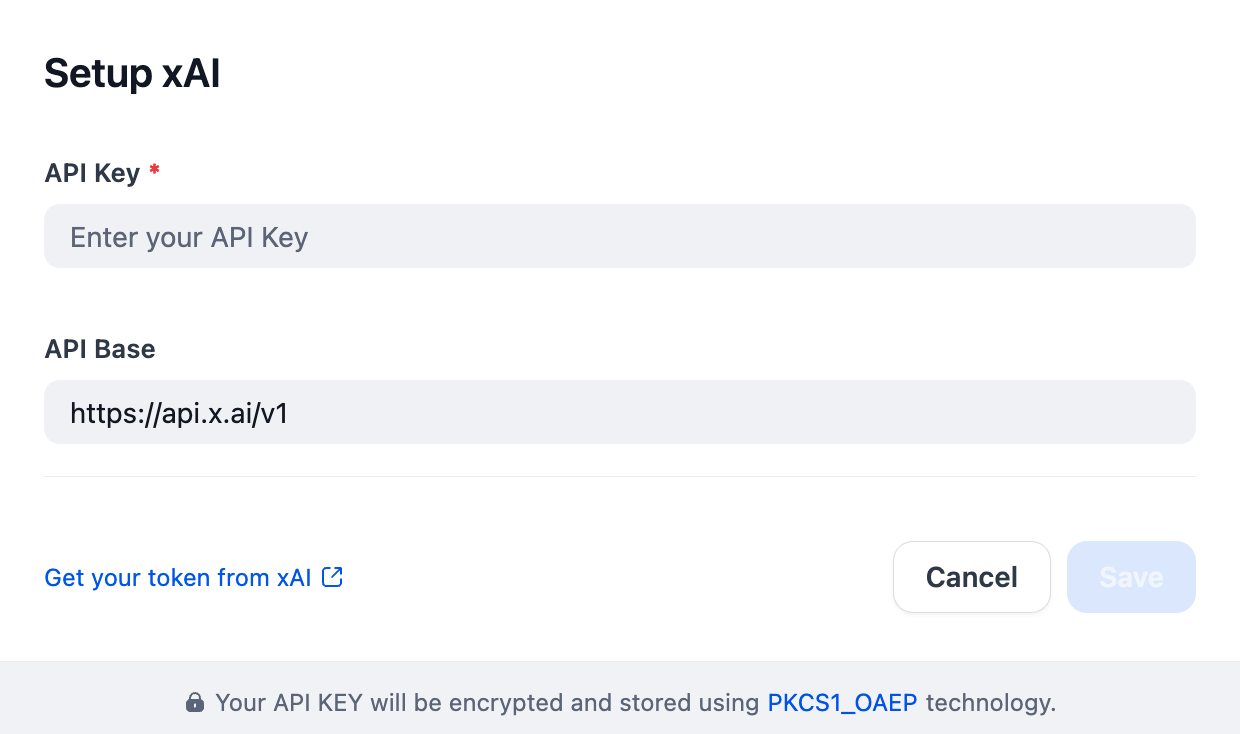 Setup xAI
API Key *
Enter your API Key
API Base
https://api.x.ai/v1
Get your token from xAI
Cancel
Save
Your API KEY will be encrypted and stored using PKCS1_OAEP technology.